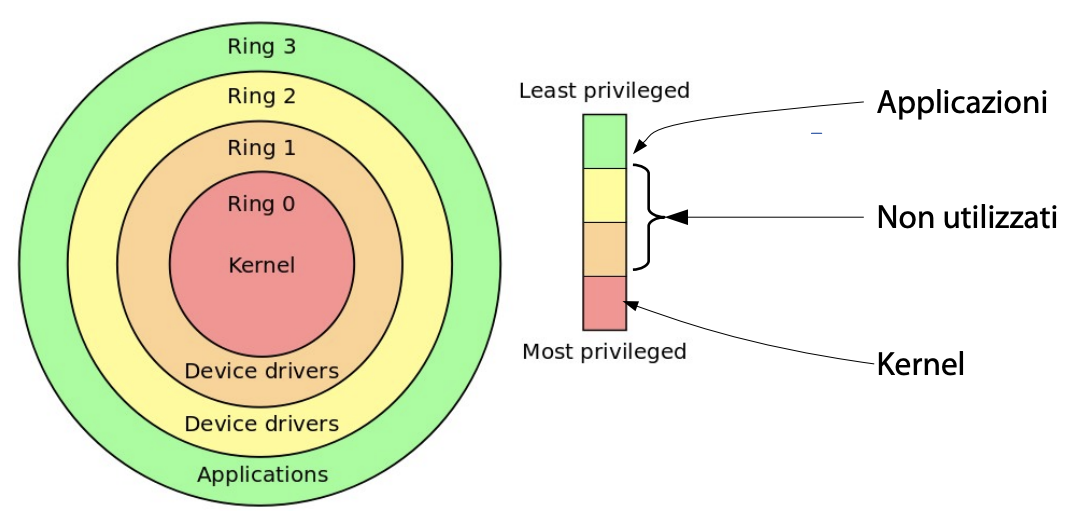 Ring 3
Ring 2
Ring 1
Ring 0
Kernel
Device drivers
Device drivers
Applications
Least privileged
Most privileged
Applicazioni
Non utilizzati
Kernel